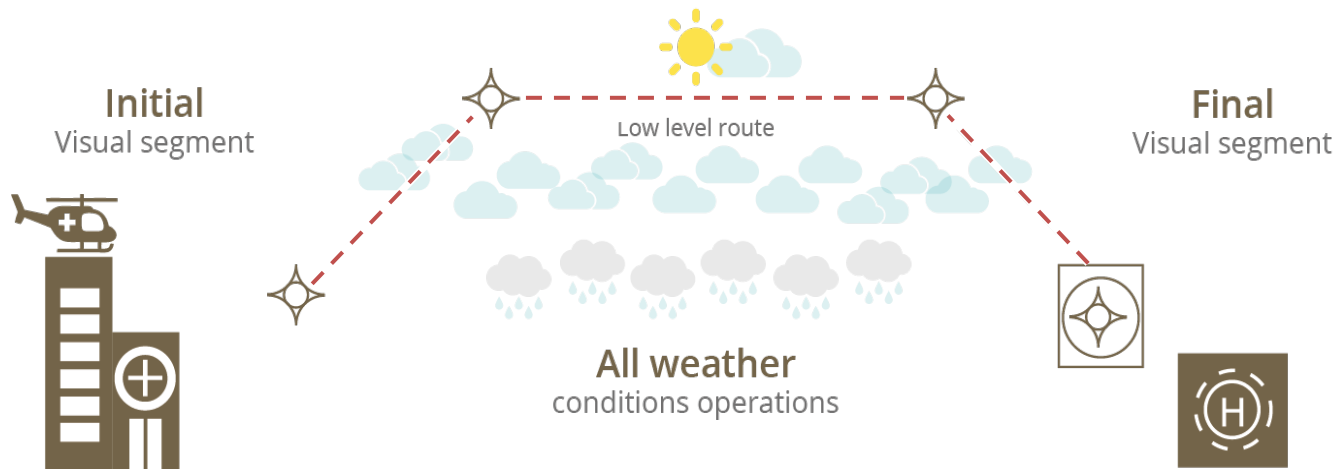 Initial
Visual segment
Low level route
Final
Visual segment
All weather
conditions operations
H